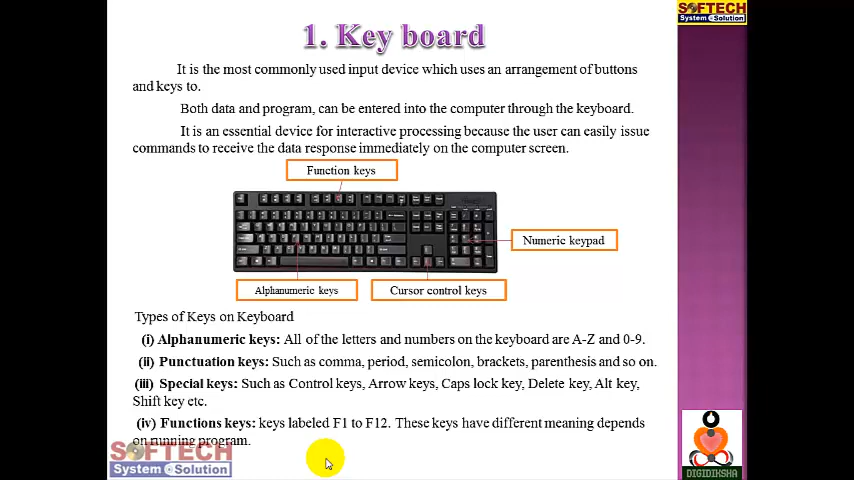 SOFTECH
System e-Solution
1. Key board
It is the most commonly used input device which uses an arrangement of buttons
and keys to.
Both data and program, can be entered into the computer through the keyboard.
It is an essential device for interactive processing because the user can easily issue
commands to receive the data response immediately on the computer screen.
Function keys
Numeric keypad
Alphanumeric keys
Cursor control keys
Types of Keys on Keyboard
(i) Alphanumeric keys: All of the letters and numbers on the keyboard are A-Z and 0-9.
(ii) Punctuation keys: Such as comma, period, semicolon, brackets, parenthesis and so on.
(iii) Special keys: Such as Control keys, Arrow keys, Caps lock key, Delete key, Alt key,
Shift key etc.
(iv) Functions keys: keys labeled F1 to F12. These keys have different meaning depends
on running program.
SOFTECH
System e-Solution
DIGIDIKSHA